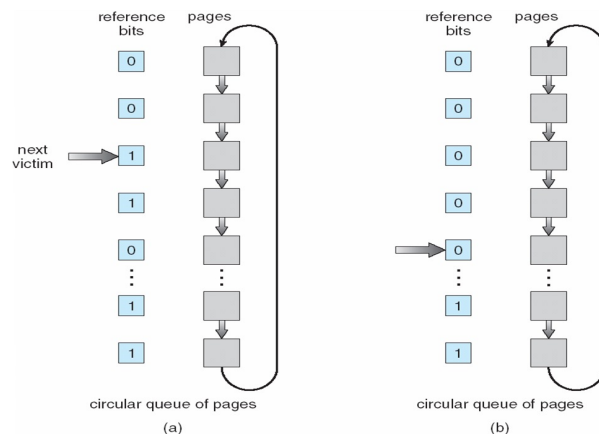 reference pages
bits
0
0
next
victim
1
1
0
1
1
circular queue of pages
(a)
reference pages
bits
0
0
0
0
0
1
1
circular queue of pages
(b)